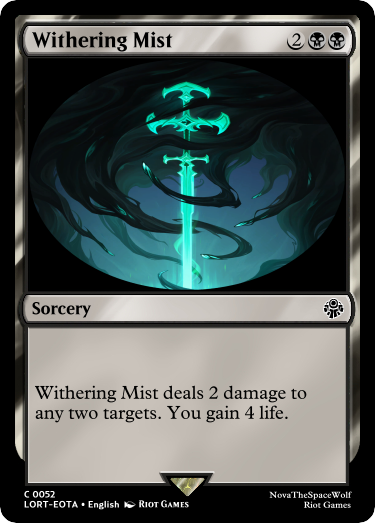 Withering Mist 2
Sorcery
Withering Mist deals 2 damage to
any two targets. You gain 4 life.
C 0052
LORT-EOTA • English Riot Games
NovaTheSpaceWolf
Riot Games